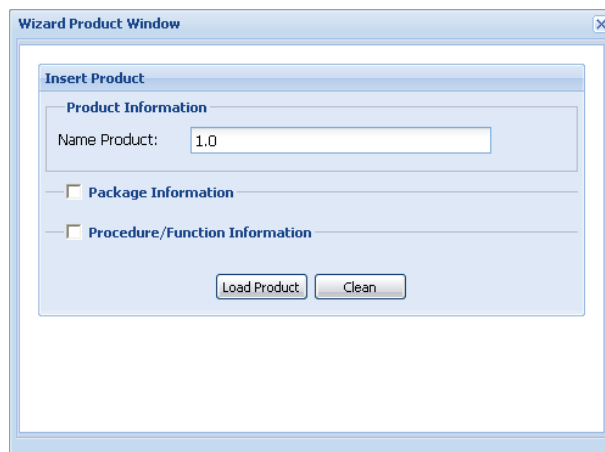 Wizard Product Window
Insert Product
Product Information
Name Product: 1.0
Package Information
Procedure/Function Information
Load Product Clean